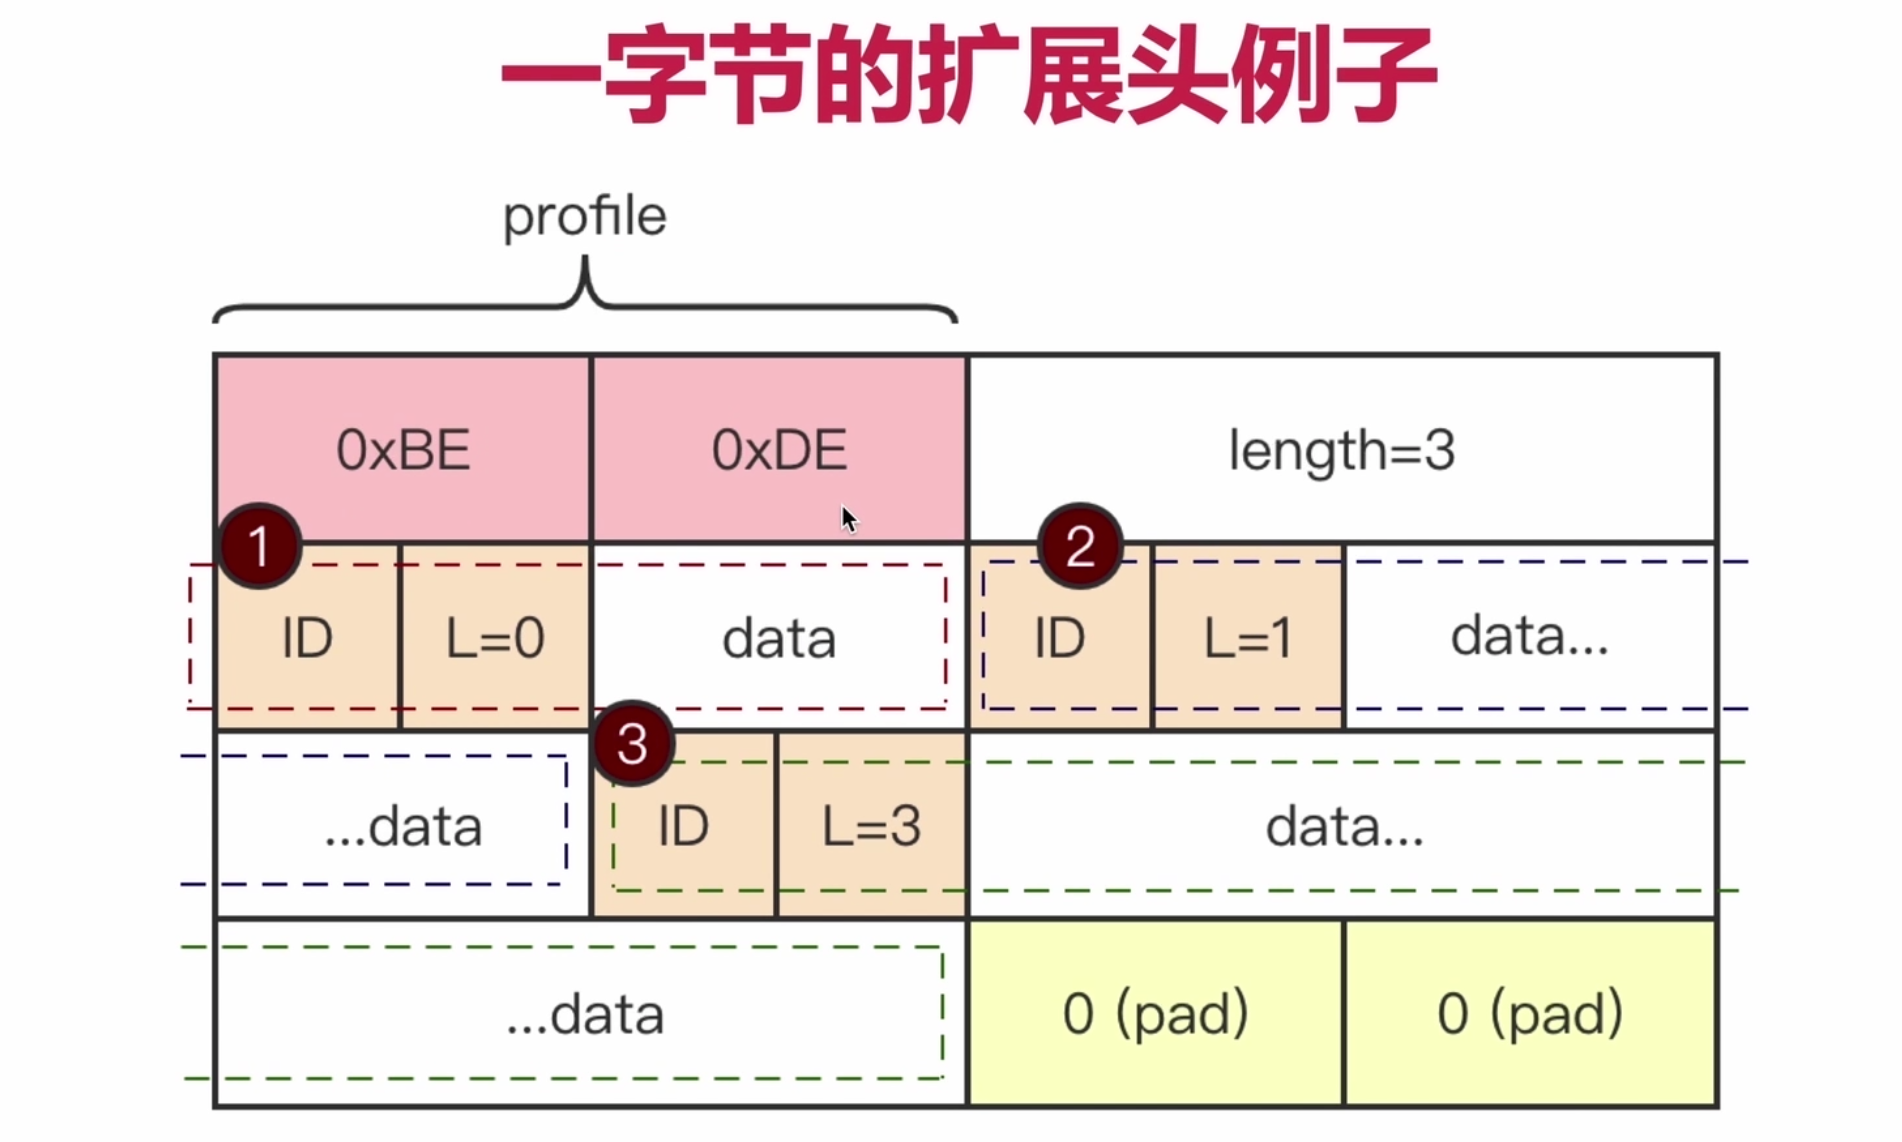 一字节的扩展头例子
profile
0xBE 0xDE length=3
1 2
ID L=0 data ID L=1 data...
3
...data ID L=3 data...
...data 0 (pad) 0 (pad)